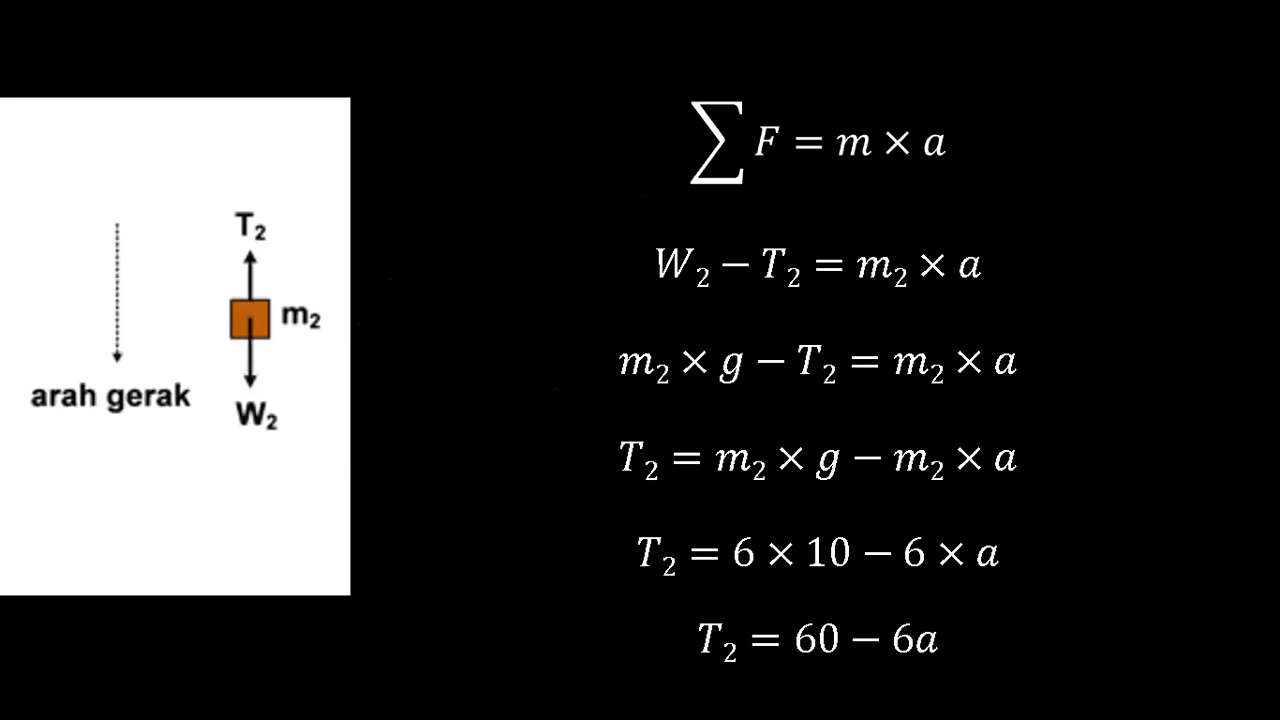 T₂
m₂
arah gerak
W₂
∑ F = m × a
W₂ − T₂ = m₂ × a
m₂ × g − T₂ = m₂ × a
T₂ = m₂ × g − m₂ × a
T₂ = 6 × 10 − 6 × a
T₂ = 60 − 6a